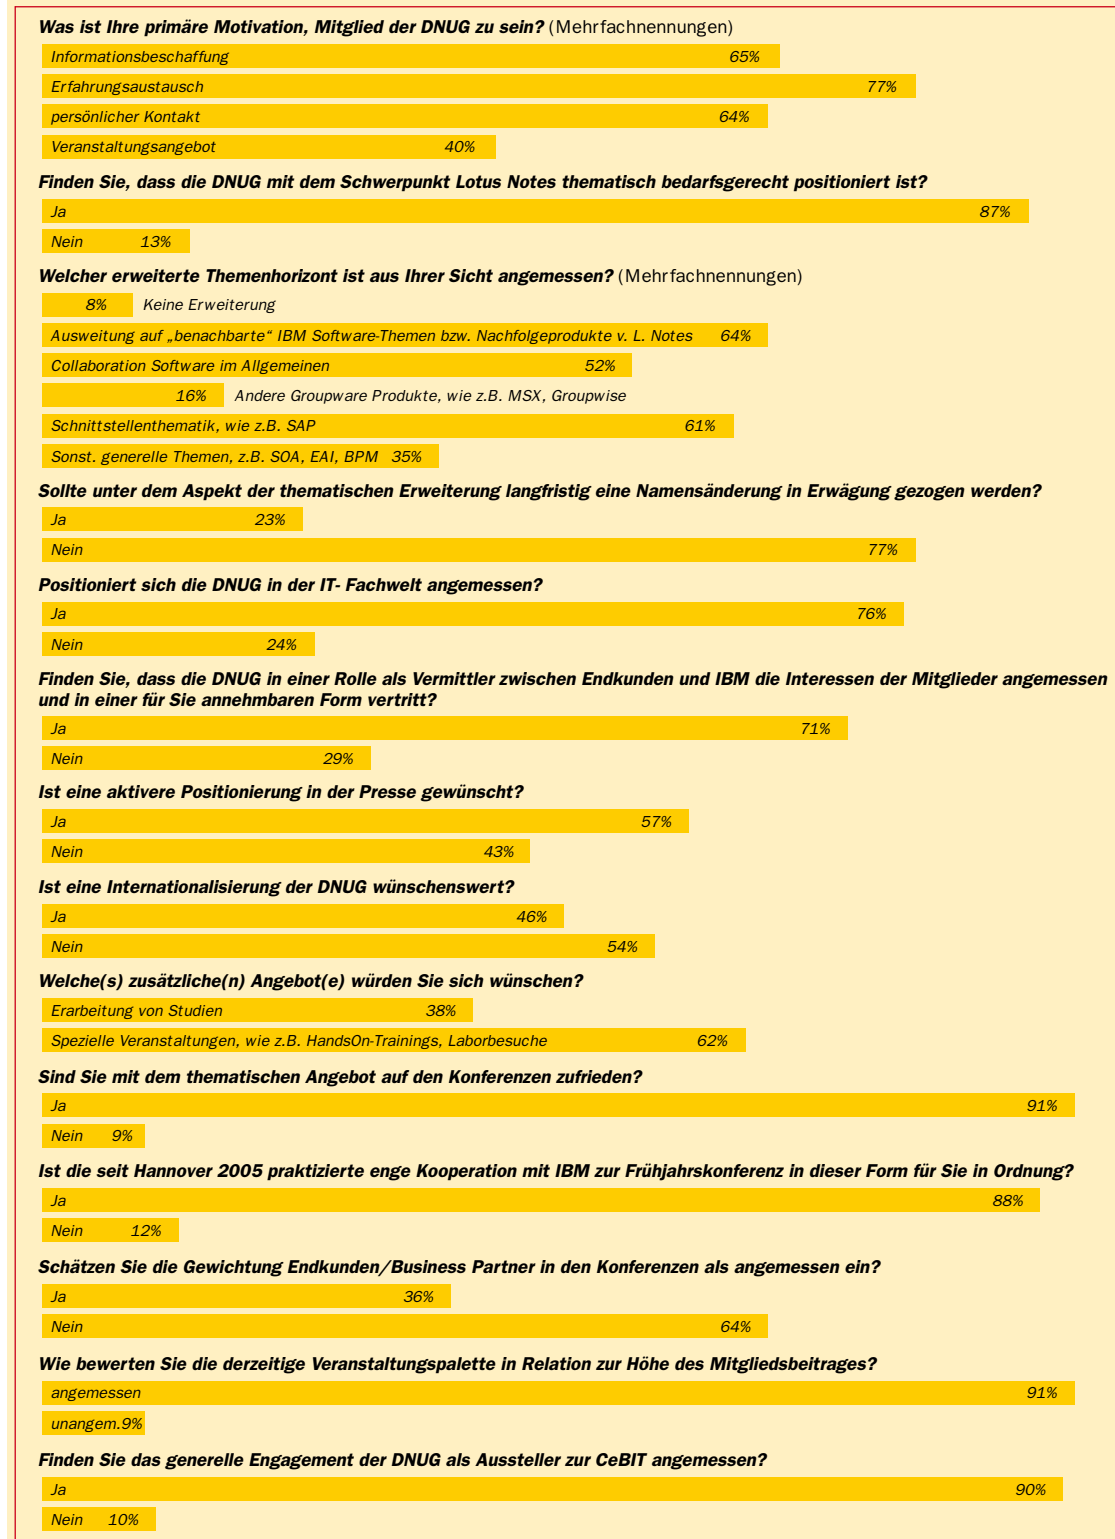 Was ist Ihre primäre Motivation, Mitglied der DNUG zu sein? (Mehrfachnennungen)
Informationsbeschaffung 65%
Erfahrungsaustausch 77%
persönlicher Kontakt 64%
Veranstaltungsangebot 40%
Finden Sie, dass die DNUG mit dem Schwerpunkt Lotus Notes thematisch bedarfsgerecht positioniert ist?
Ja 87%
Nein 13%
Welcher erweiterte Themenhorizont ist aus Ihrer Sicht angemessen? (Mehrfachnennungen)
8% Keine Erweiterung
Ausweitung auf „benachbarte“ IBM Software-Themen bzw. Nachfolgeprodukte v. L. Notes 64%
Collaboration Software im Allgemeinen 52%
16% Andere Groupware Produkte, wie z.B. MSX, Groupwise
Schnittstellenthematik, wie z.B. SAP 61%
Sonst. generelle Themen, z.B. SOA, EAI, BPM 35%
Sollte unter dem Aspekt der thematischen Erweiterung langfristig eine Namensänderung in Erwägung gezogen werden?
Ja 23%
Nein 77%
Positioniert sich die DNUG in der IT- Fachwelt angemessen?
Ja 76%
Nein 24%
Finden Sie, dass die DNUG in einer Rolle als Vermittler zwischen Endkunden und IBM die Interessen der Mitglieder angemessen
und in einer für Sie annehmbaren Form vertritt?
Ja 71%
Nein 29%
Ist eine aktivere Positionierung in der Presse gewünscht?
Ja 57%
Nein 43%
Ist eine Internationalisierung der DNUG wünschenswert?
Ja 46%
Nein 54%
Welche(s) zusätzliche(n) Angebot(e) würden Sie sich wünschen?
Erarbeitung von Studien 38%
Spezielle Veranstaltungen, wie z.B. HandsOn-Trainings, Laborbesuche 62%
Sind Sie mit dem thematischen Angebot auf den Konferenzen zufrieden?
Ja 91%
Nein 9%
Ist die seit Hannover 2005 praktizierte enge Kooperation mit IBM zur Frühjahrskonferenz in dieser Form für Sie in Ordnung?
Ja 88%
Nein 12%
Schätzen Sie die Gewichtung Endkunden/Business Partner in den Konferenzen als angemessen ein?
Ja 36%
Nein 64%
Wie bewerten Sie die derzeitige Veranstaltungspalette in Relation zur Höhe des Mitgliedsbeitrages?
angemessen 91%
unangem.9%
Finden Sie das generelle Engagement der DNUG als Aussteller zur CeBIT angemessen?
Ja 90%
Nein 10%